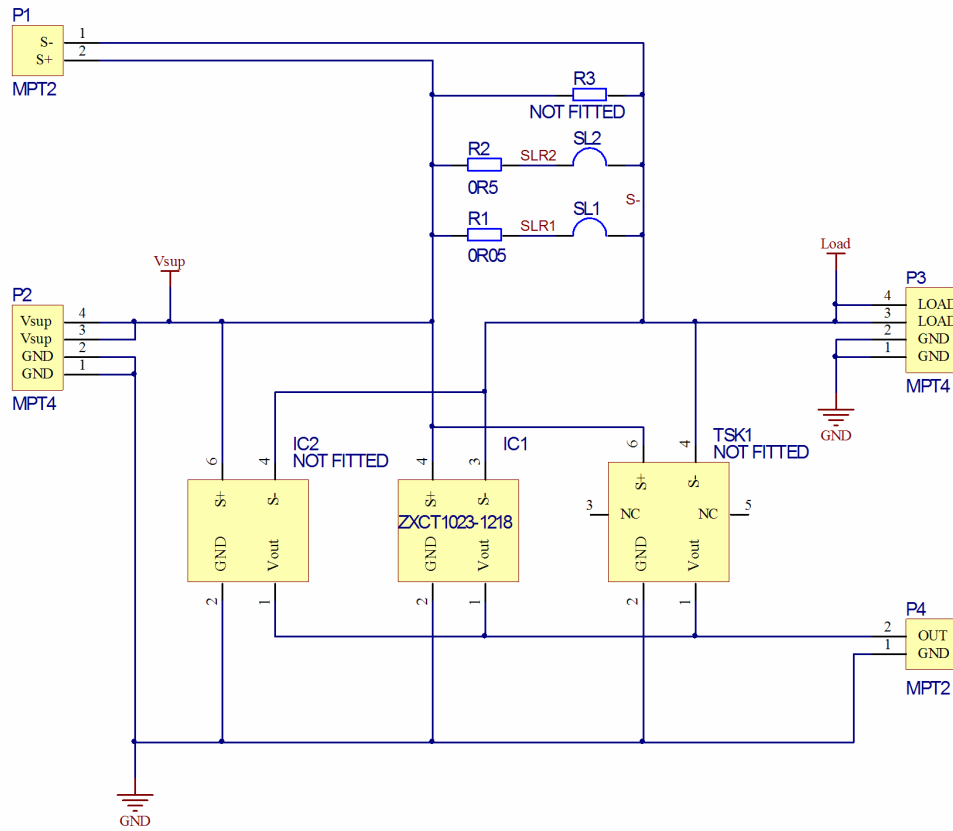 P1
S- 1
S+ 2
MPT2
R3
NOT FITTED
R2 SLR2 SL2
0R5
S-
R1 SLR1 SL1
0R05
Vsup
Load
P2
Vsup 4
Vsup 3
GND 2
GND 1
MPT4
P3
4 LOAD
3 LOAD
2 GND
1 GND
MPT4
GND
IC2
NOT FITTED
6 4
S+ S-
GND Vout
2 1
IC1
4 3
S+ S-
ZXCT1023-1218
GND Vout
2 1
TSK1
NOT FITTED
6 4
S+ S-
3 NC NC 5
GND Vout
2 1
P4
2 OUT
1 GND
MPT2
GND